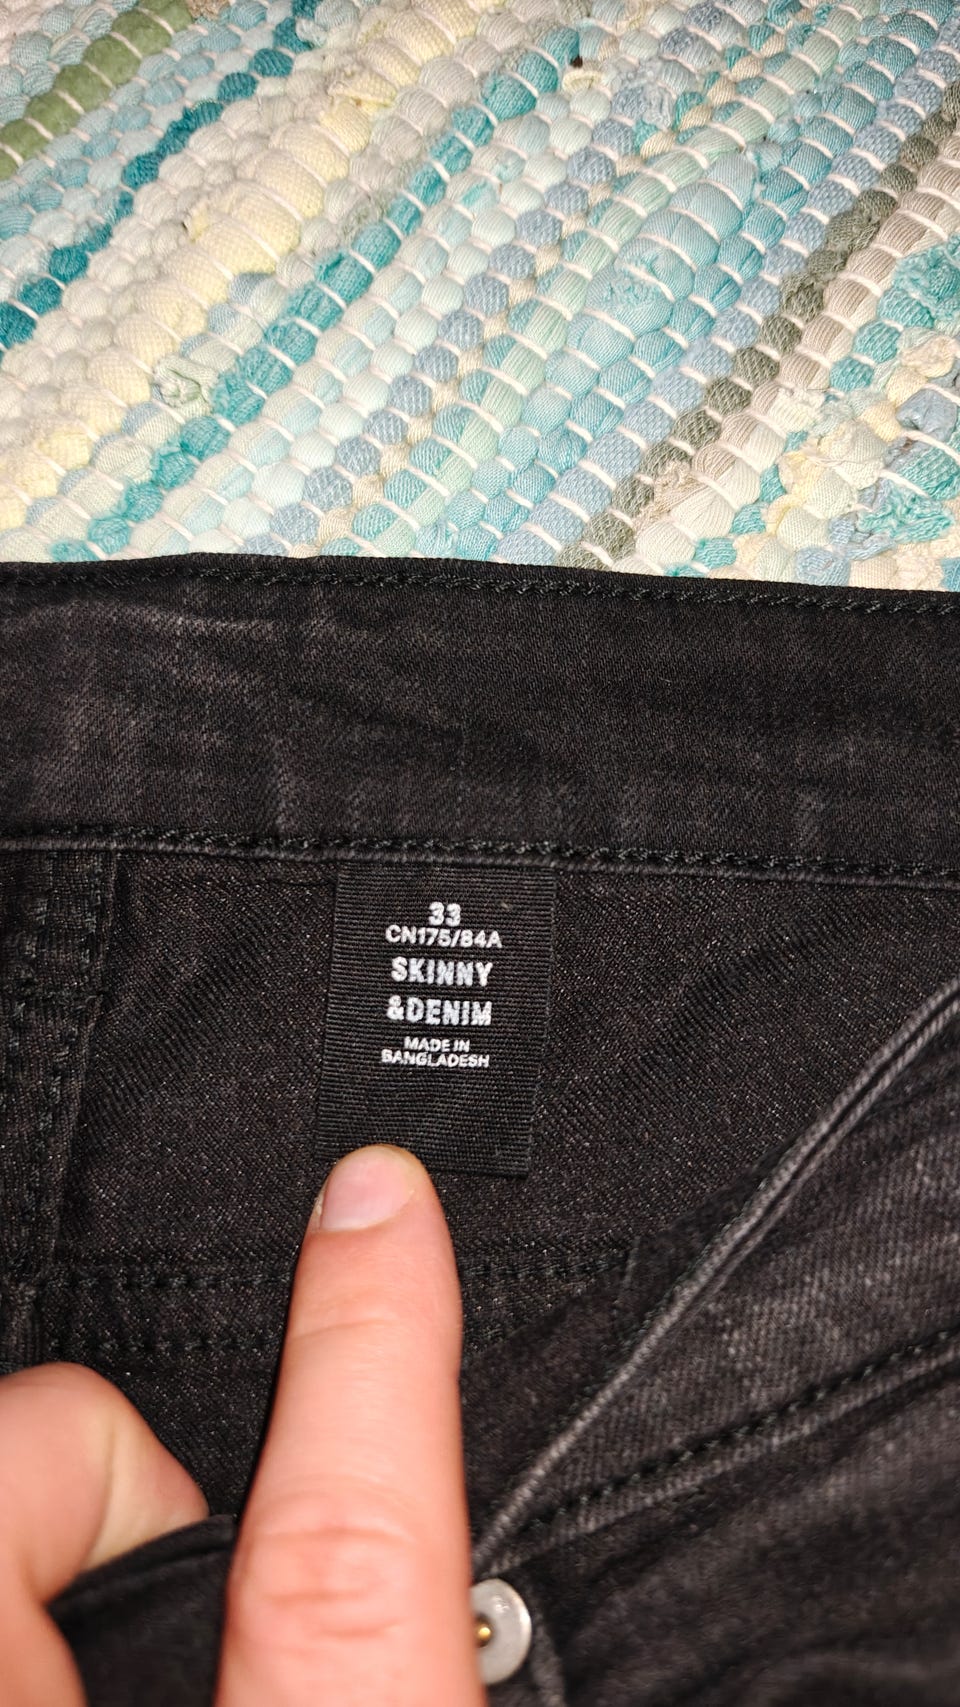 33
CN175/84A
SKINNY
&DENIM
MADE IN
BANGLADESH